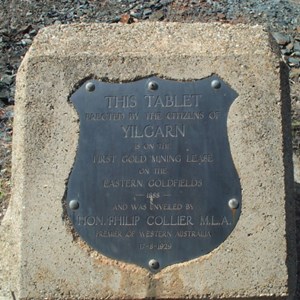 THIS TABLET
ERECTED BY THE CITIZENS OF
YILGARN
IS ON THE
FIRST GOLD MINING LEASE
ON THE
EASTERN GOLDFIELDS
— 1888 —
AND WAS UNVEILED BY
HON. PHILIP COLLIER M.L.A.
PREMIER OF WESTERN AUSTRALIA